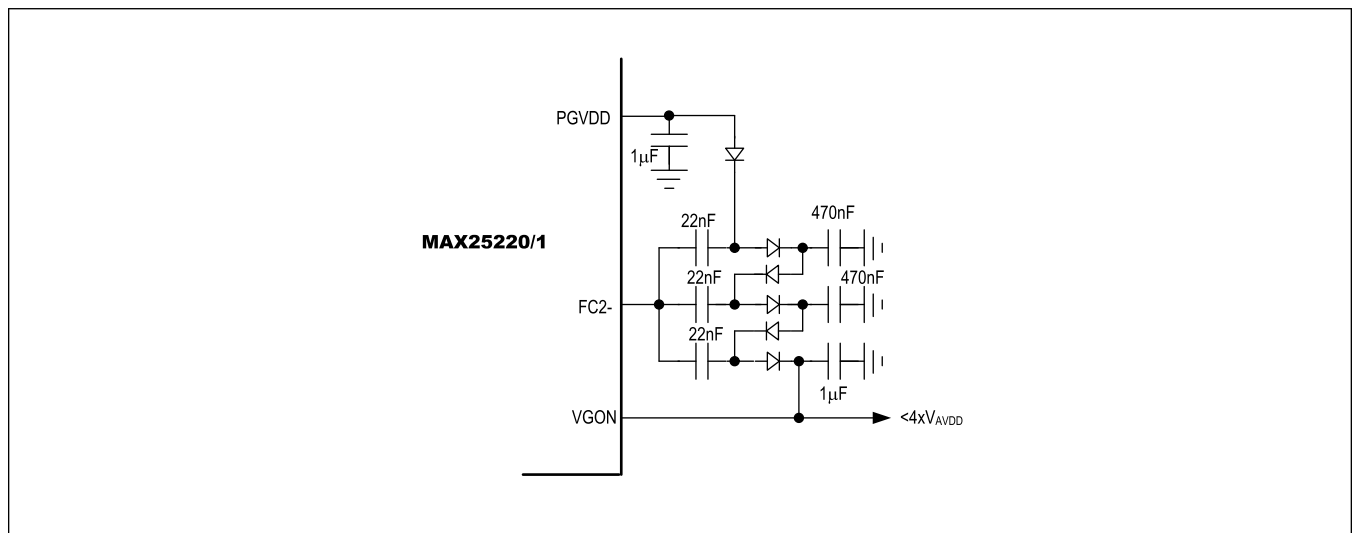 PGVDD
1μF
MAX25220/1
22nF
470nF
22nF
470nF
FC2-
22nF
1μF
VGON
<4xVAVDD